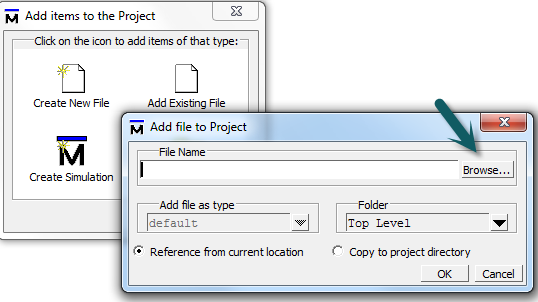 Add items to the Project
Click on the icon to add items of that type:
Create New File
Add Existing File
Create Simulation
Add file to Project
File Name
Browse...
Add file as type
default
Folder
Top Level
Reference from current location
Copy to project directory
OK
Cancel